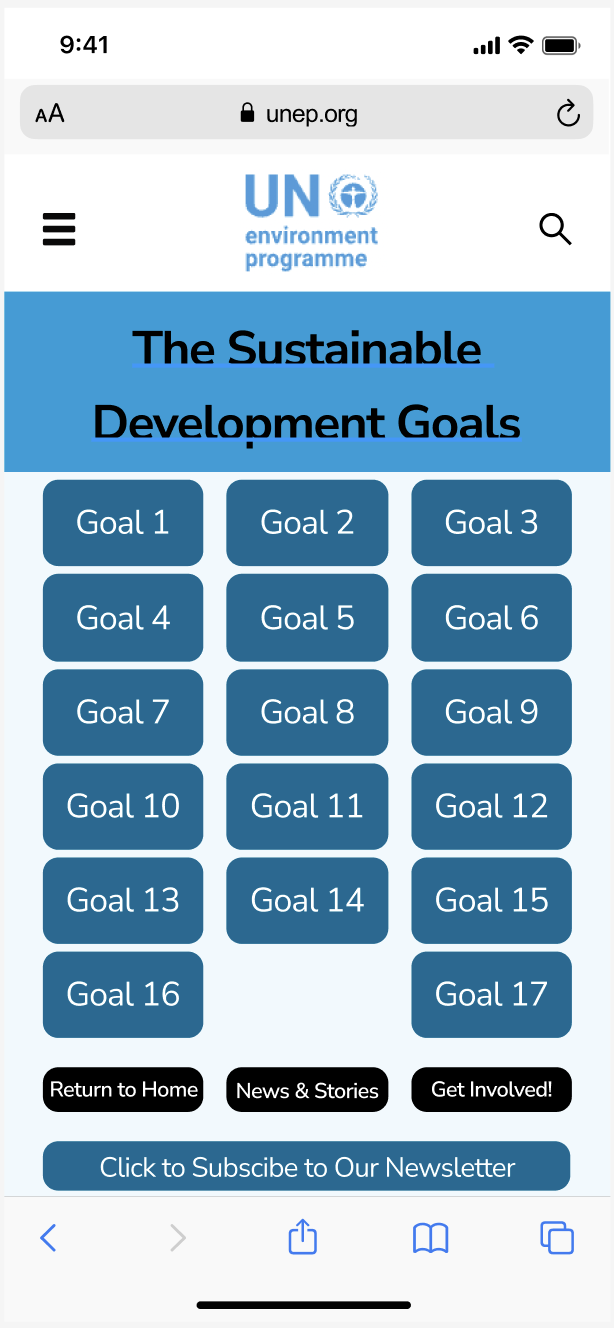 9:41
AA unep.org
UN
environment
programme
The Sustainable
Development Goals
Goal 1 Goal 2 Goal 3
Goal 4 Goal 5 Goal 6
Goal 7 Goal 8 Goal 9
Goal 10 Goal 11 Goal 12
Goal 13 Goal 14 Goal 15
Goal 16 Goal 17
Return to Home News & Stories Get Involved!
Click to Subscibe to Our Newsletter